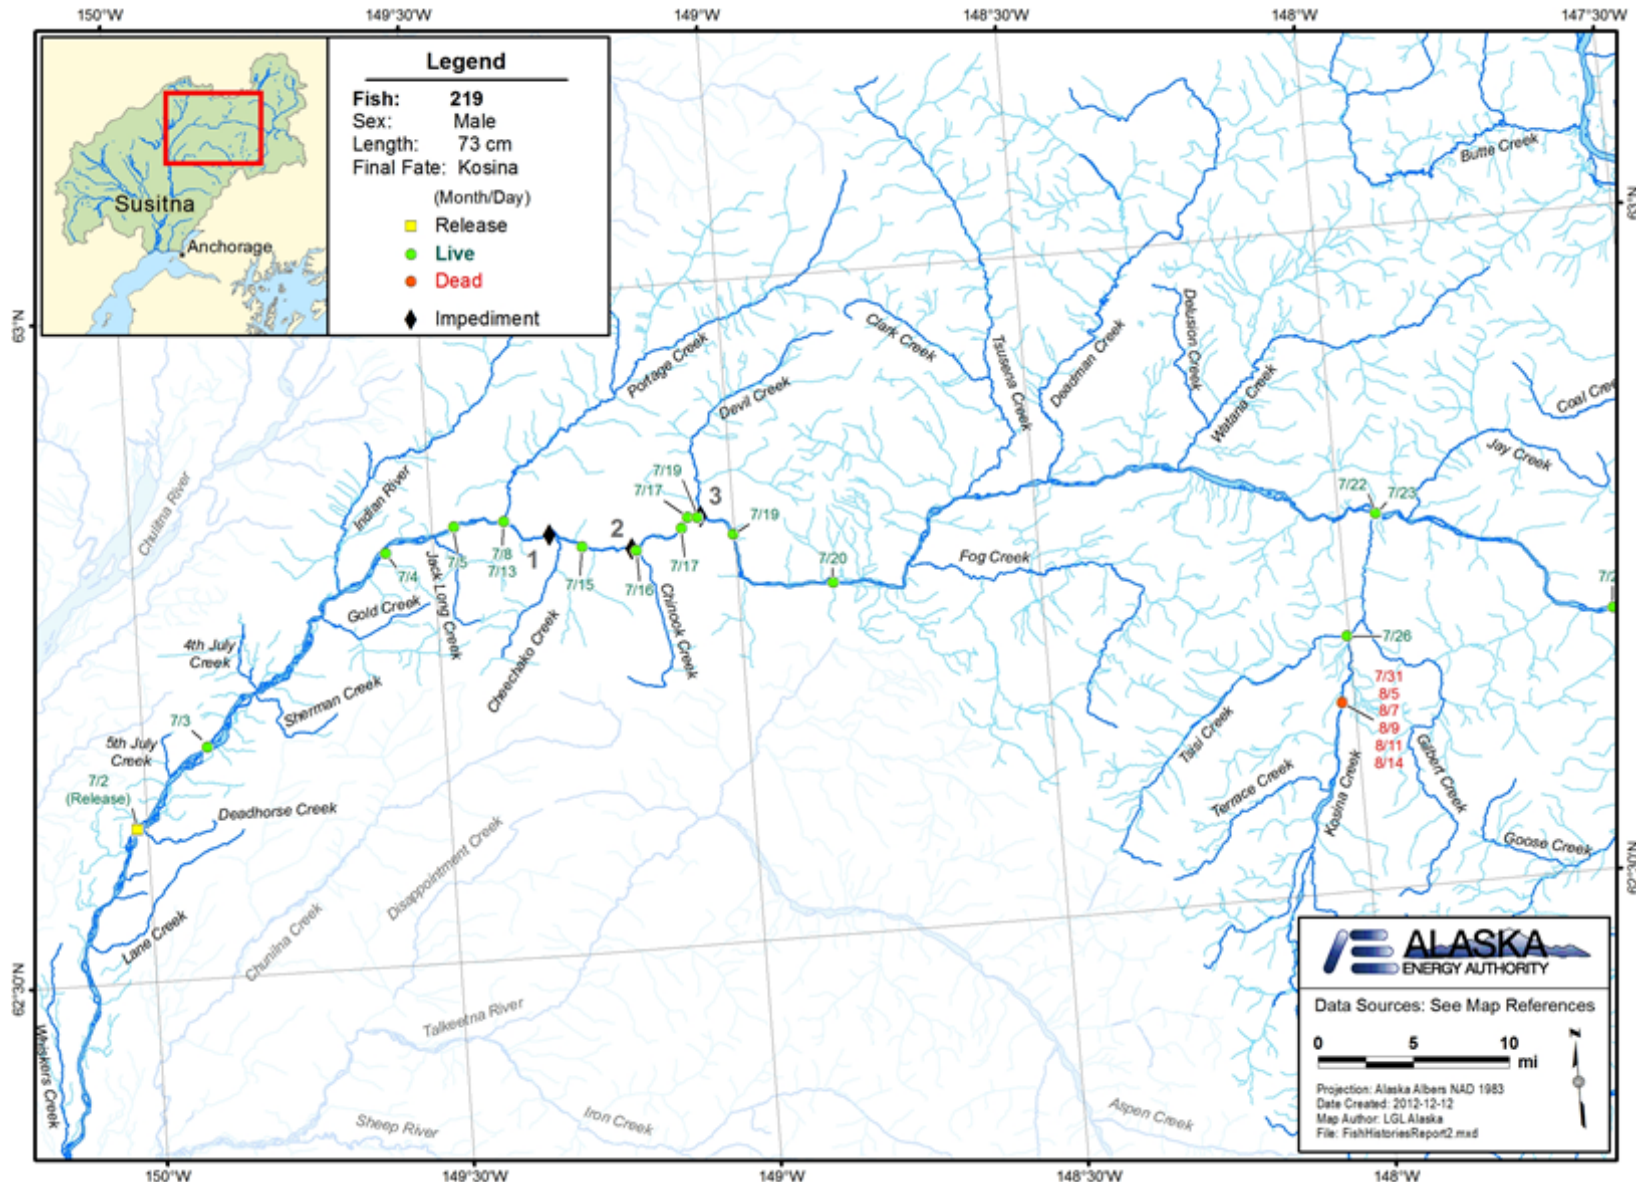 150°W
149°30'W
149°W
148°30'W
148°W
147°30'W
Legend
Fish: 219
Sex: Male
Length: 73 cm
Final Fate: Kosina
(Month/Day)
Release
Live
Dead
Impediment
Susitna
Anchorage
Butte Creek
63°N
63°N
Portage Creek
Clark Creek
Devil Creek
Tsusena Creek
Deadman Creek
Delusion Creek
Watana Creek
Coal Cree
Jay Creek
Chulitna River
Indian River
7/19
7/17
3
7/19
7/22
7/23
2
1
7/4
7/5
7/8
7/13
7/15
7/16
7/17
7/20
Fog Creek
7/2
Jack Long Creek
Gold Creek
Cheechako Creek
Chinook Creek
4th July
Creek
Sherman Creek
7/26
7/31
8/5
8/7
8/9
8/11
8/14
7/3
5th July
Creek
7/2
(Release)
Deadhorse Creek
Tsisi Creek
Terrace Creek
Kosina Creek
Gilbert Creek
Goose Creek
Disappointment Creek
Lane Creek
Chunilna Creek
62°30'N
62°30'N
Talkeetna River
Whiskers Creek
Sheep River
Iron Creek
Aspen Creek
ALASKA
ENERGY AUTHORITY
Data Sources: See Map References
0 5 10
mi
N
Projection: Alaska Albers NAD 1983
Date Created: 2012-12-12
Map Author: LGL Alaska
File: FishHistoriesReport2.mxd
150°W
149°30'W
149°W
148°30'W
148°W